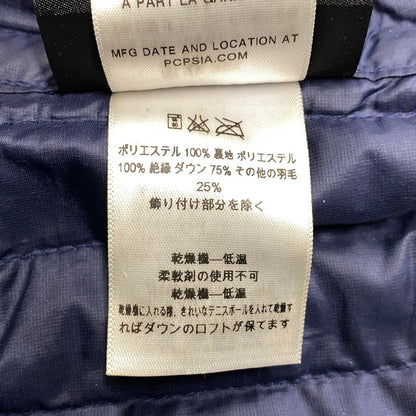 A PART LA GARN
MFG DATE AND LOCATION AT
PCPSIA.COM
ポリエステル 100% 裏地 ポリエステル
100% 絶縁 ダウン 75% その他の羽毛
25%
飾り付け部分を除く
乾燥機—低温
柔軟剤の使用不可
乾燥機—低温
乾燥機に入れる際、きれいなテニスボールを入れて乾燥す
ればダウンのロフトが保てます